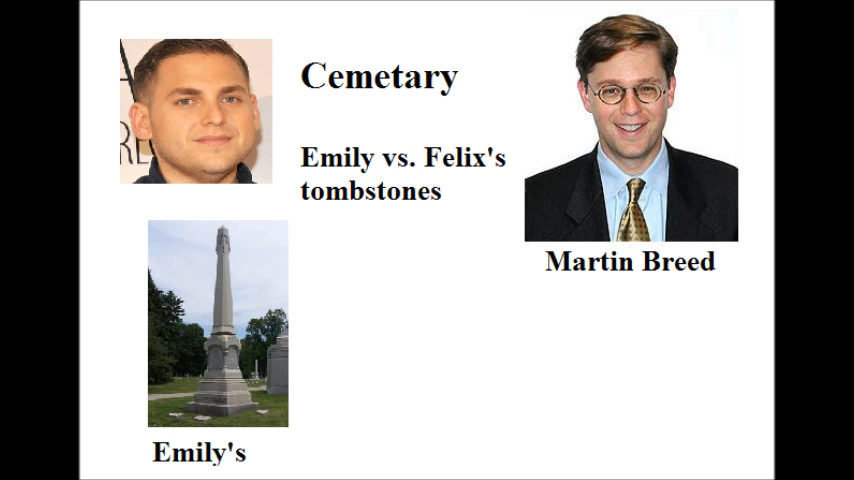 Cemetary
Emily vs. Felix's
tombstones
Martin Breed
Emily's